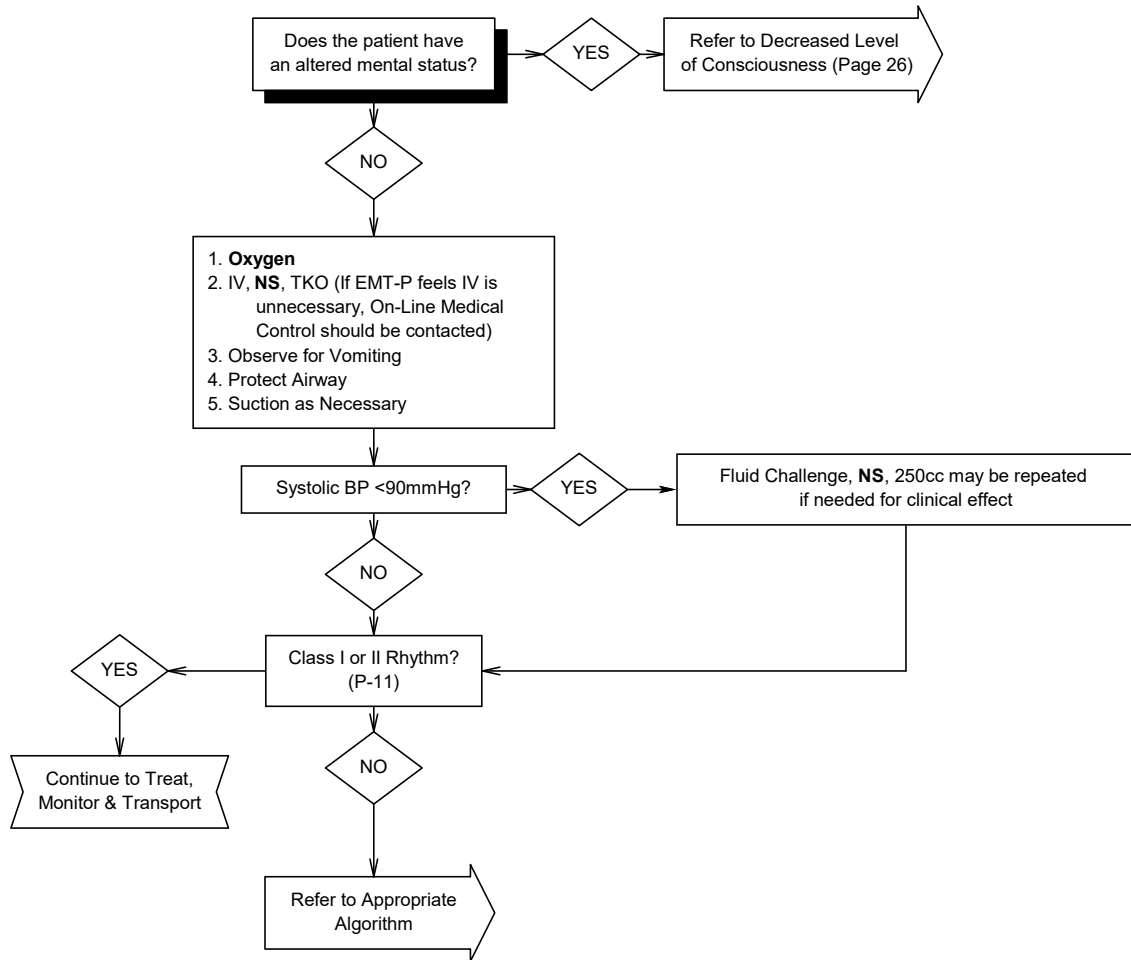 Does the patient have
an altered mental status?
YES
Refer to Decreased Level
of Consciousness (Page 26)
NO
1. Oxygen
2. IV, NS, TKO (If EMT-P feels IV is
unnecessary, On-Line Medical
Control should be contacted)
3. Observe for Vomiting
4. Protect Airway
5. Suction as Necessary
Systolic BP <90mmHg?
YES
Fluid Challenge, NS, 250cc may be repeated
if needed for clinical effect
NO
Class I or II Rhythm?
(P-11)
YES
Continue to Treat,
Monitor & Transport
NO
Refer to Appropriate
Algorithm